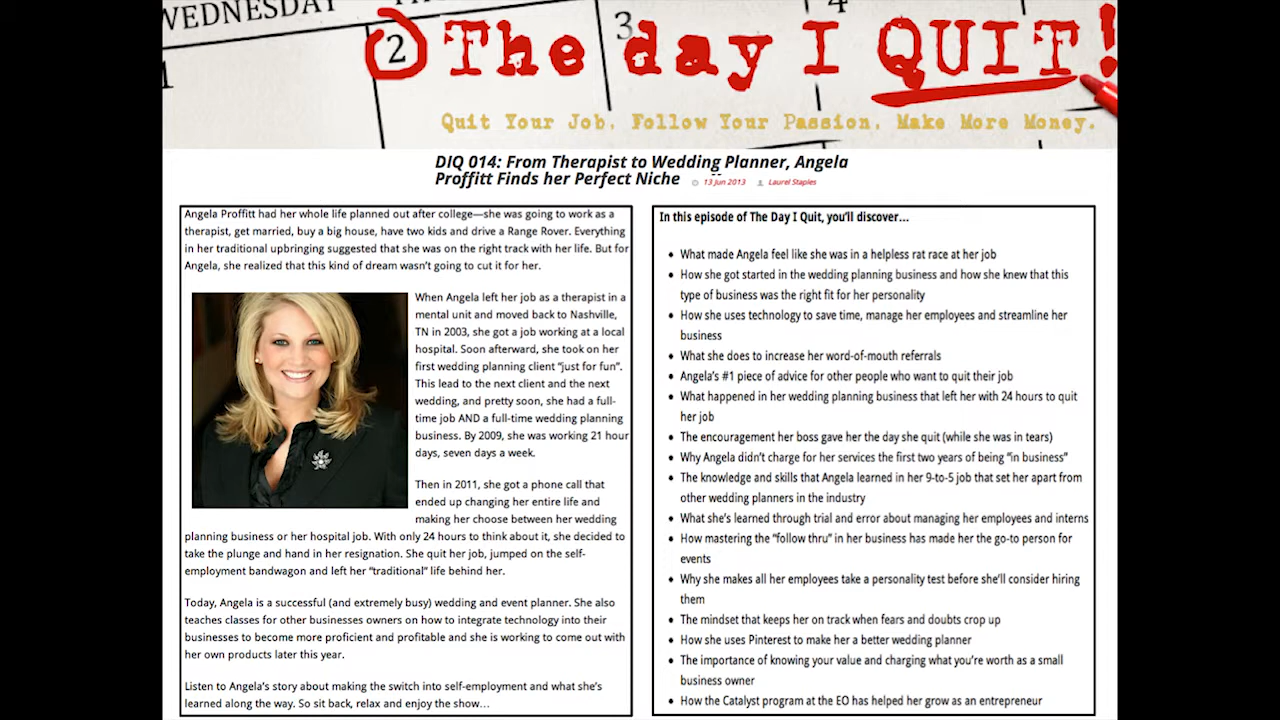 WEDNESDAY
4
3
2
1
The day I QUIT!
Quit Your Job, Follow Your Passion, Make More Money.
DIQ 014: From Therapist to Wedding Planner, Angela
Proffitt Finds her Perfect Niche
13 Jun 2013 Laurel Staples
Angela Proffitt had her whole life planned out after college—she was going to work as a
therapist, get married, buy a big house, have two kids and drive a Range Rover. Everything
in her traditional upbringing suggested that she was on the right track with her life. But for
Angela, she realized that this kind of dream wasn't going to cut it for her.
When Angela left her job as a therapist in a
mental unit and moved back to Nashville,
TN in 2003, she got a job working at a local
hospital. Soon afterward, she took on her
first wedding planning client "just for fun".
This lead to the next client and the next
wedding, and pretty soon, she had a full-
time job AND a full-time wedding planning
business. By 2009, she was working 21 hour
days, seven days a week.
Then in 2011, she got a phone call that
ended up changing her entire life and
making her choose between her wedding
planning business or her hospital job. With only 24 hours to think about it, she decided to
take the plunge and hand in her resignation. She quit her job, jumped on the self-
employment bandwagon and left her "traditional" life behind her.
Today, Angela is a successful (and extremely busy) wedding and event planner. She also
teaches classes for other businesses owners on how to integrate technology into their
businesses to become more proficient and profitable and she is working to come out with
her own products later this year.
Listen to Angela's story about making the switch into self-employment and what she's
learned along the way. So sit back, relax and enjoy the show...
In this episode of The Day I Quit, you'll discover...
• What made Angela feel like she was in a helpless rat race at her job
• How she got started in the wedding planning business and how she knew that this
type of business was the right fit for her personality
• How she uses technology to save time, manage her employees and streamline her
business
• What she does to increase her word-of-mouth referrals
• Angela's #1 piece of advice for other people who want to quit their job
• What happened in her wedding planning business that left her with 24 hours to quit
her job
• The encouragement her boss gave her the day she quit (while she was in tears)
• Why Angela didn't charge for her services the first two years of being "in business"
• The knowledge and skills that Angela learned in her 9-to-5 job that set her apart from
other wedding planners in the industry
• What she's learned through trial and error about managing her employees and interns
• How mastering the "follow thru" in her business has made her the go-to person for
events
• Why she makes all her employees take a personality test before she'll consider hiring
them
• The mindset that keeps her on track when fears and doubts crop up
• How she uses Pinterest to make her a better wedding planner
• The importance of knowing your value and charging what you're worth as a small
business owner
• How the Catalyst program at the EO has helped her grow as an entrepreneur